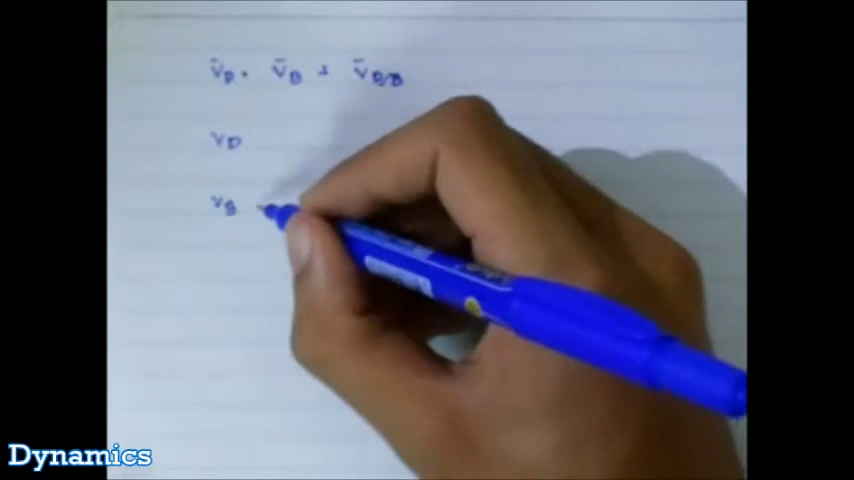 V̄D = V̄B + V̄D/B
VD
VB
Dynamics